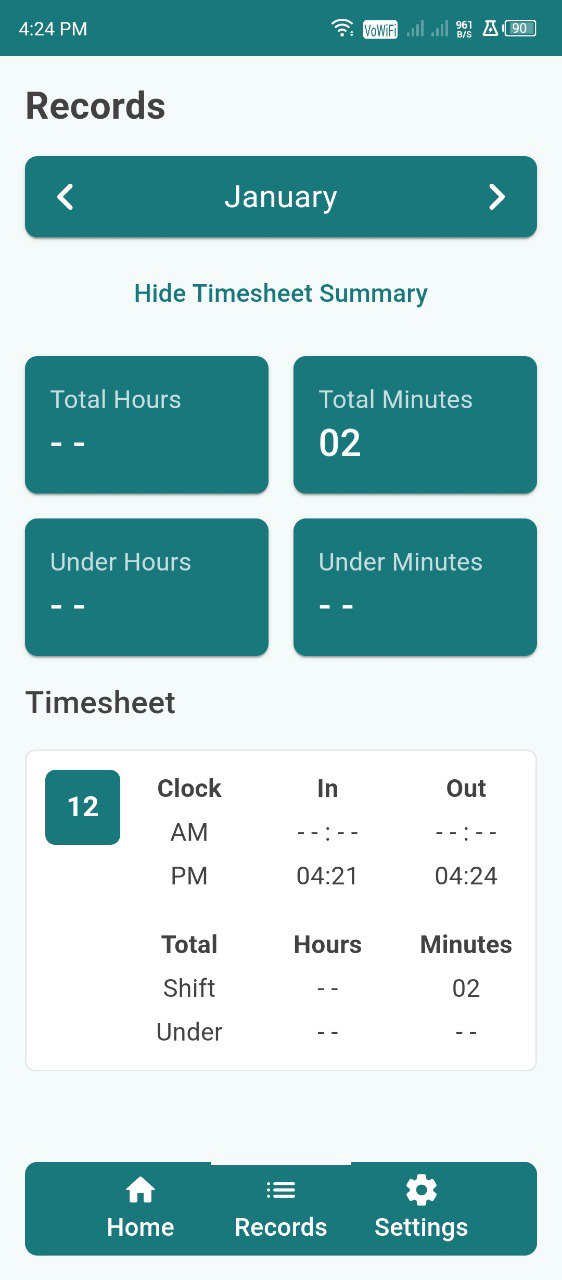 4:24 PM VoWiFi 961 B/S 90
Records
January
Hide Timesheet Summary
Total Hours Total Minutes
- - 02
Under Hours Under Minutes
- - - -
Timesheet
12 Clock In Out
AM - - : - - - - : - -
PM 04:21 04:24
Total Hours Minutes
Shift - - 02
Under - - - -
Home Records Settings